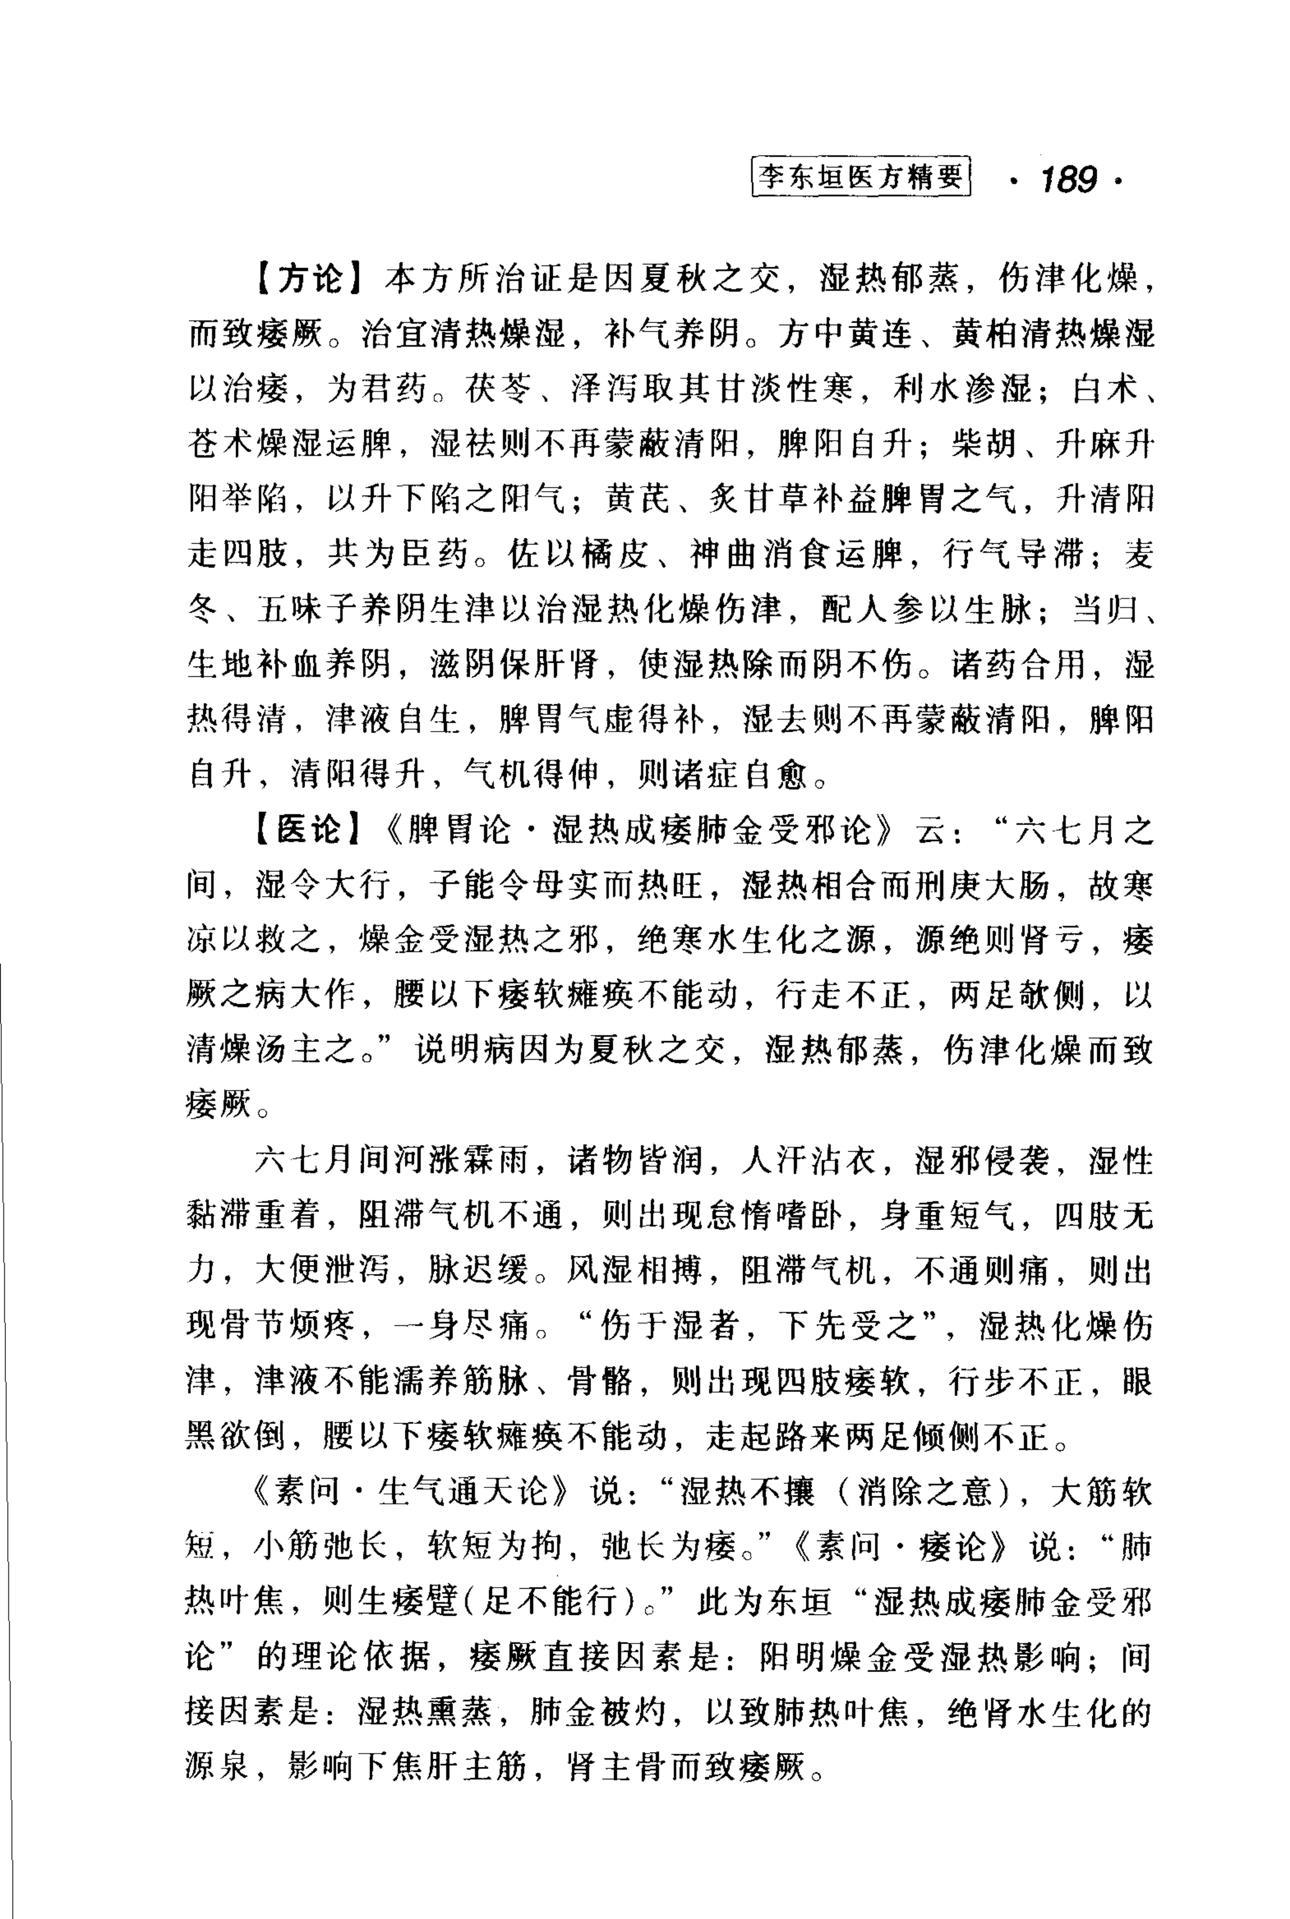 李东垣医方精要 · 189 ·
【方论】本方所治证是因夏秋之交，湿热郁蒸，伤津化燥，
而致痿厥。治宜清热燥湿，补气养阴。方中黄连、黄柏清热燥湿
以治痿，为君药。茯苓、泽泻取其甘淡性寒，利水渗湿；白术、
苍术燥湿运脾，湿祛则不再蒙蔽清阳，脾阳自升；柴胡、升麻升
阳举陷，以升下陷之阳气；黄芪、炙甘草补益脾胃之气，升清阳
走四肢，共为臣药。佐以橘皮、神曲消食运脾，行气导滞；麦
冬、五味子养阴生津以治湿热化燥伤津，配人参以生脉；当归、
生地补血养阴，滋阴保肝肾，使湿热除而阴不伤。诸药合用，湿
热得清，津液自生，脾胃气虚得补，湿去则不再蒙蔽清阳，脾阳
自升，清阳得升，气机得伸，则诸症自愈。
【医论】《脾胃论·湿热成痿肺金受邪论》云：“六七月之
间，湿令大行，子能令母实而热旺，湿热相合而刑庚大肠，故寒
凉以救之，燥金受湿热之邪，绝寒水生化之源，源绝则肾亏，痿
厥之病大作，腰以下痿软瘫痪不能动，行走不正，两足欹侧，以
清燥汤主之。”说明病因为夏秋之交，湿热郁蒸，伤津化燥而致
痿厥。
六七月间河涨霖雨，诸物皆润，人汗沾衣，湿邪侵袭，湿性
黏滞重着，阻滞气机不通，则出现怠惰嗜卧，身重短气，四肢无
力，大便泄泻，脉迟缓。风湿相搏，阻滞气机，不通则痛，则出
现骨节烦疼，一身尽痛。“伤于湿者，下先受之”，湿热化燥伤
津，津液不能濡养筋脉、骨骼，则出现四肢痿软，行步不正，眼
黑欲倒，腰以下痿软瘫痪不能动，走起路来两足倾侧不正。
《素问·生气通天论》说：“湿热不攘（消除之意），大筋软
短，小筋弛长，软短为拘，弛长为痿。”《素问·痿论》说：“肺
热叶焦，则生痿躄(足不能行)。”此为东垣“湿热成痿肺金受邪
论”的理论依据，痿厥直接因素是：阳明燥金受湿热影响；间
接因素是：湿热熏蒸，肺金被灼，以致肺热叶焦，绝肾水生化的
源泉，影响下焦肝主筋，肾主骨而致痿厥。